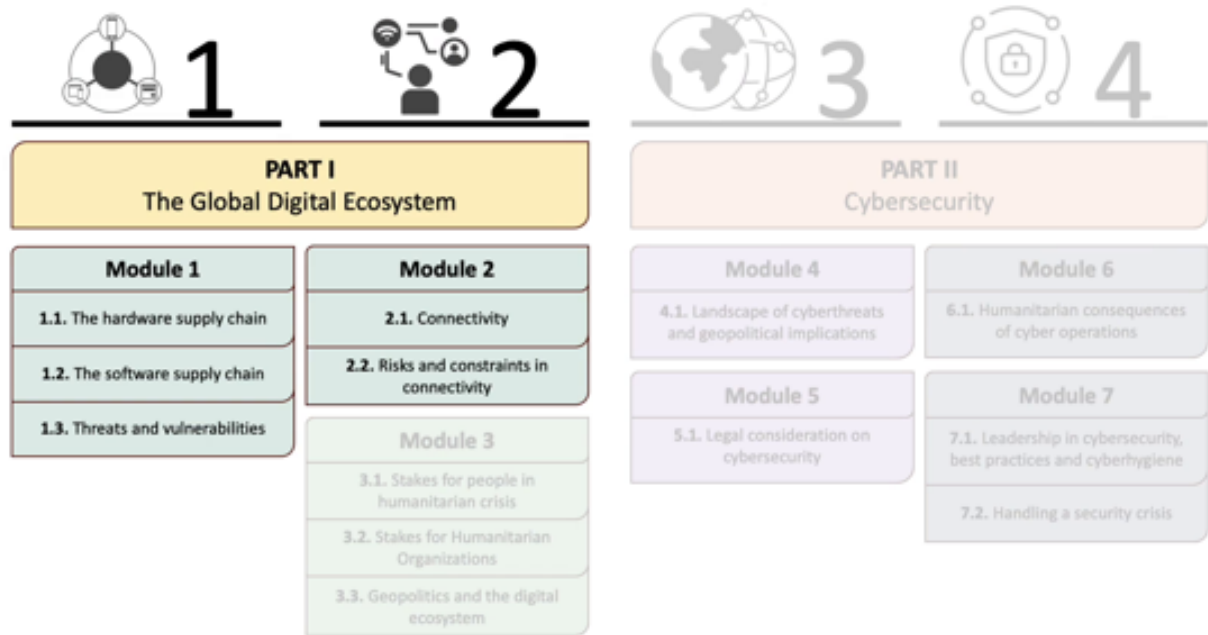 1
2
3
4
PART I
The Global Digital Ecosystem
PART II
Cybersecurity
Module 1
1.1. The hardware supply chain
1.2. The software supply chain
1.3. Threats and vulnerabilities
Module 2
2.1. Connectivity
2.2. Risks and constraints in
connectivity
Module 3
3.1. Stakes for people in
humanitarian crisis
3.2. Stakes for Humanitarian
Organizations
3.3. Geopolitics and the digital
ecosystem
Module 4
4.1. Landscape of cyberthreats
and geopolitical implications
Module 5
5.1. Legal consideration on
cybersecurity
Module 6
6.1. Humanitarian consequences
of cyber operations
Module 7
7.1. Leadership in cybersecurity,
best practices and cyberhygiene
7.2. Handling a security crisis